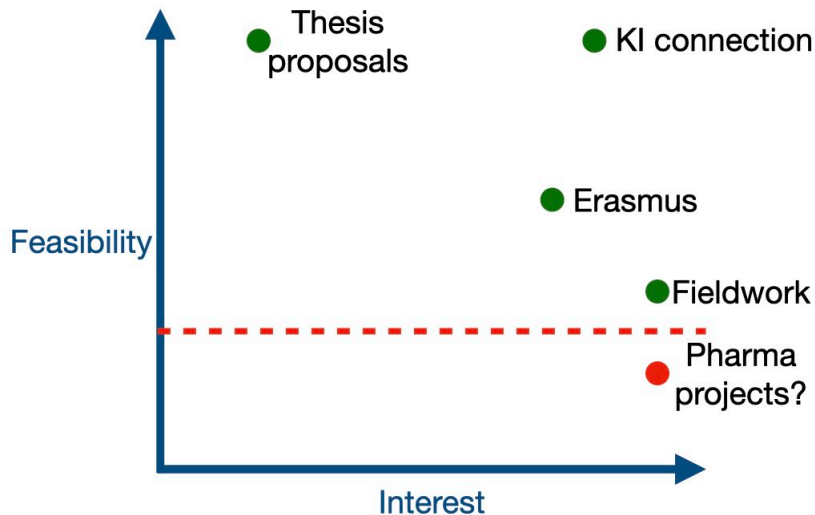 Thesis
proposals
KI connection
Erasmus
Feasibility
Fieldwork
Pharma
projects?
Interest